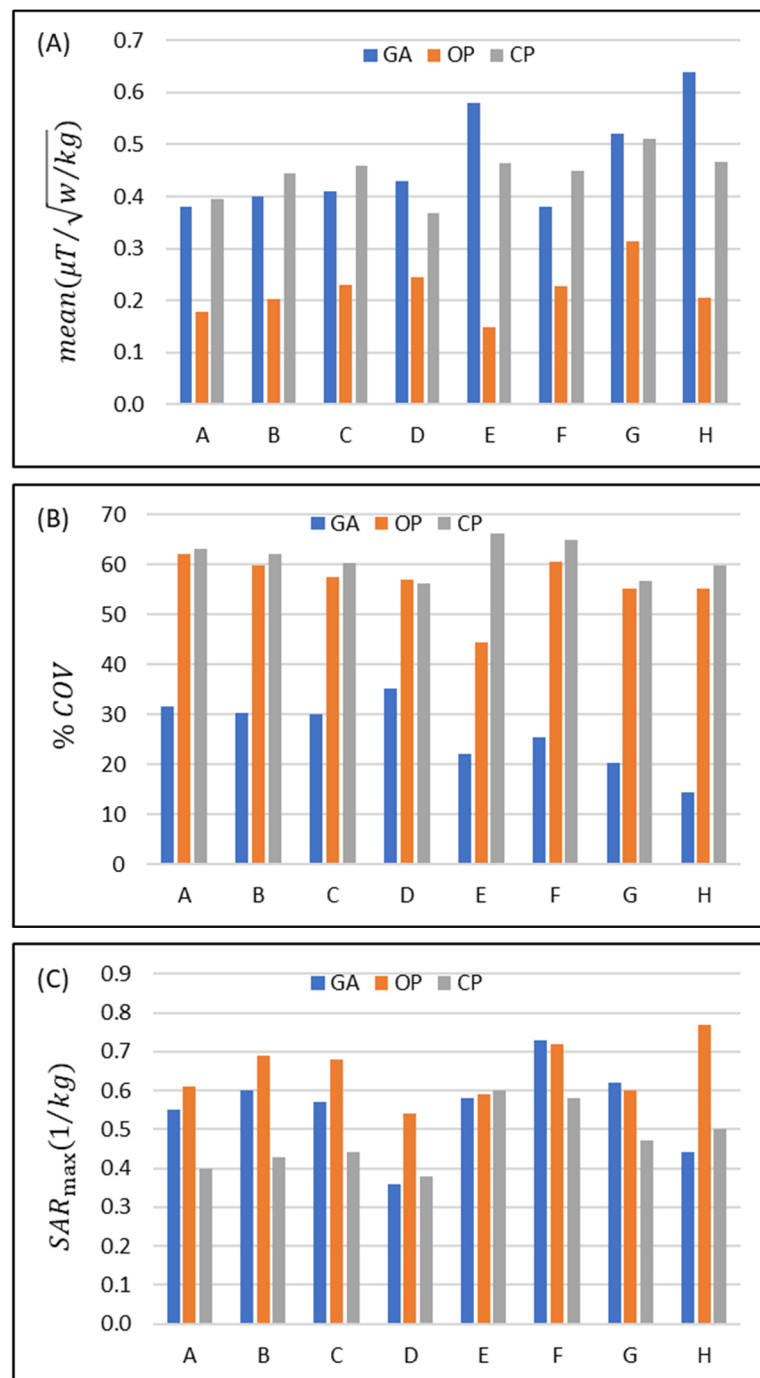 (A)
GA OP CP
mean(μT/√w/kg)
0.7
0.6
0.5
0.4
0.3
0.2
0.1
0.0
A B C D E F G H
(B)
GA OP CP
% COV
70
60
50
40
30
20
10
0
A B C D E F G H
(C)
GA OP CP
SARmax(1/kg)
0.9
0.8
0.7
0.6
0.5
0.4
0.3
0.2
0.1
0.0
A B C D E F G H